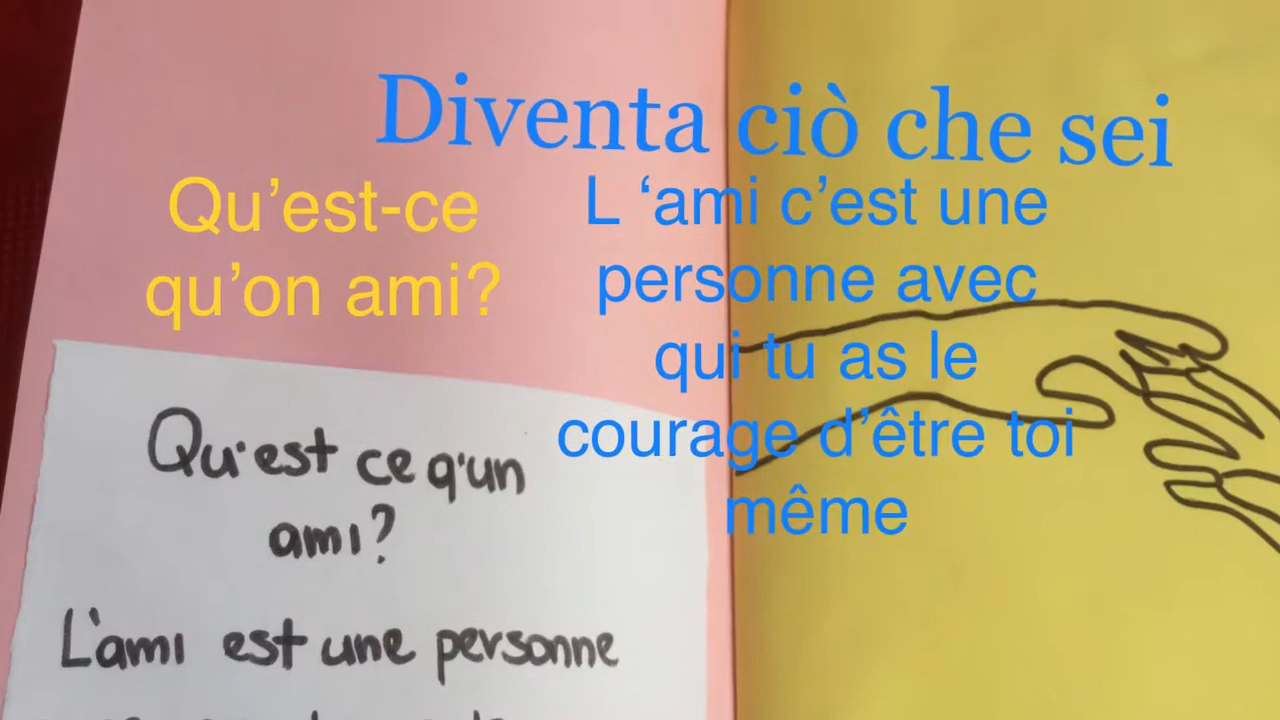 Diventa ciò che sei
Qu’est-ce
qu’on ami?
L ‘ami c’est une
personne avec
qui tu as le
courage d’être toi
même
Qu'est ce q'un
ami?
L'ami est une personne